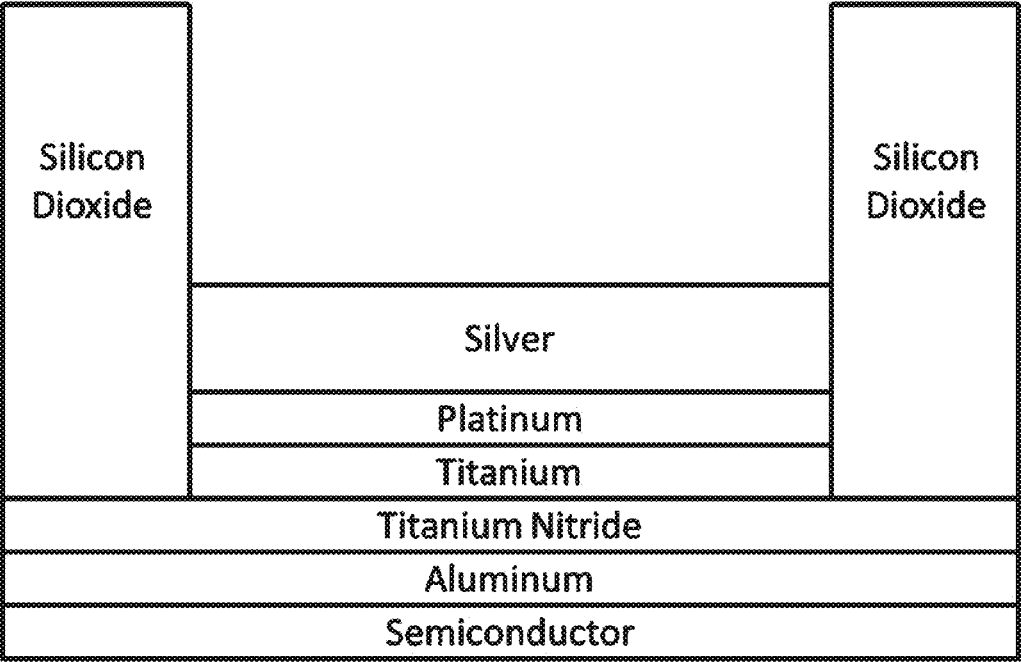 Silicon
Dioxide
Silicon
Dioxide
Silver
Platinum
Titanium
Titanium Nitride
Aluminum
Semiconductor